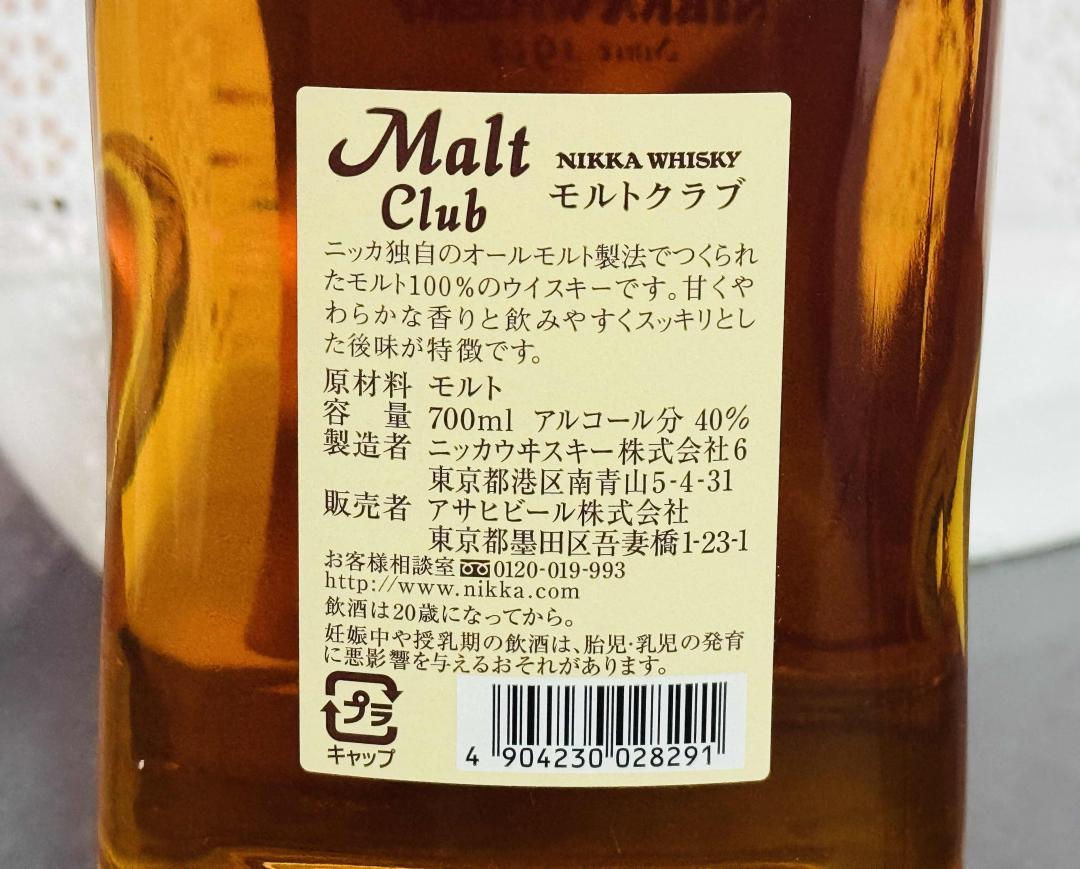 NIKKA WHISKY
Since 1934
Malt
Club
NIKKA WHISKY
モルトクラブ
ニッカ独自のオールモルト製法でつくられ
たモルト100%のウイスキーです。甘くや
わらかな香りと飲みやすくスッキリとし
た後味が特徴です。
原材料 モルト
容 量 700ml アルコール分 40%
製造者 ニッカウヰスキー株式会社6
東京都港区南青山5-4-31
販売者 アサヒビール株式会社
東京都墨田区吾妻橋1-23-1
お客様相談室 0120-019-993
http://www.nikka.com
飲酒は20歳になってから。
妊娠中や授乳期の飲酒は、胎児・乳児の発育
に悪影響を与えるおそれがあります。
プラ
キャップ
4 904230 028291